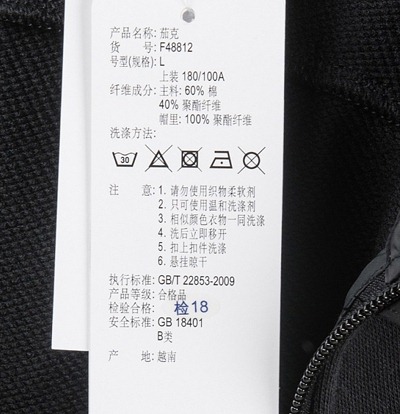 产品名称: 茄克
货 号: F48812
号型(规格): L
上装 180/100A
纤维成分: 主料: 60% 棉
40% 聚酯纤维
帽里: 100% 聚酯纤维
洗涤方法:
30
注 意: 1. 请勿使用织物柔软剂
2. 只可使用温和洗涤剂
3. 相似颜色衣物一同洗涤
4. 洗后立即移开
5. 扣上扣件洗涤
6. 悬挂晾干
执行标准: GB/T 22853-2009
产品等级: 合格品
检验合格: 检18
安全标准: GB 18401
B类
产 地: 越南